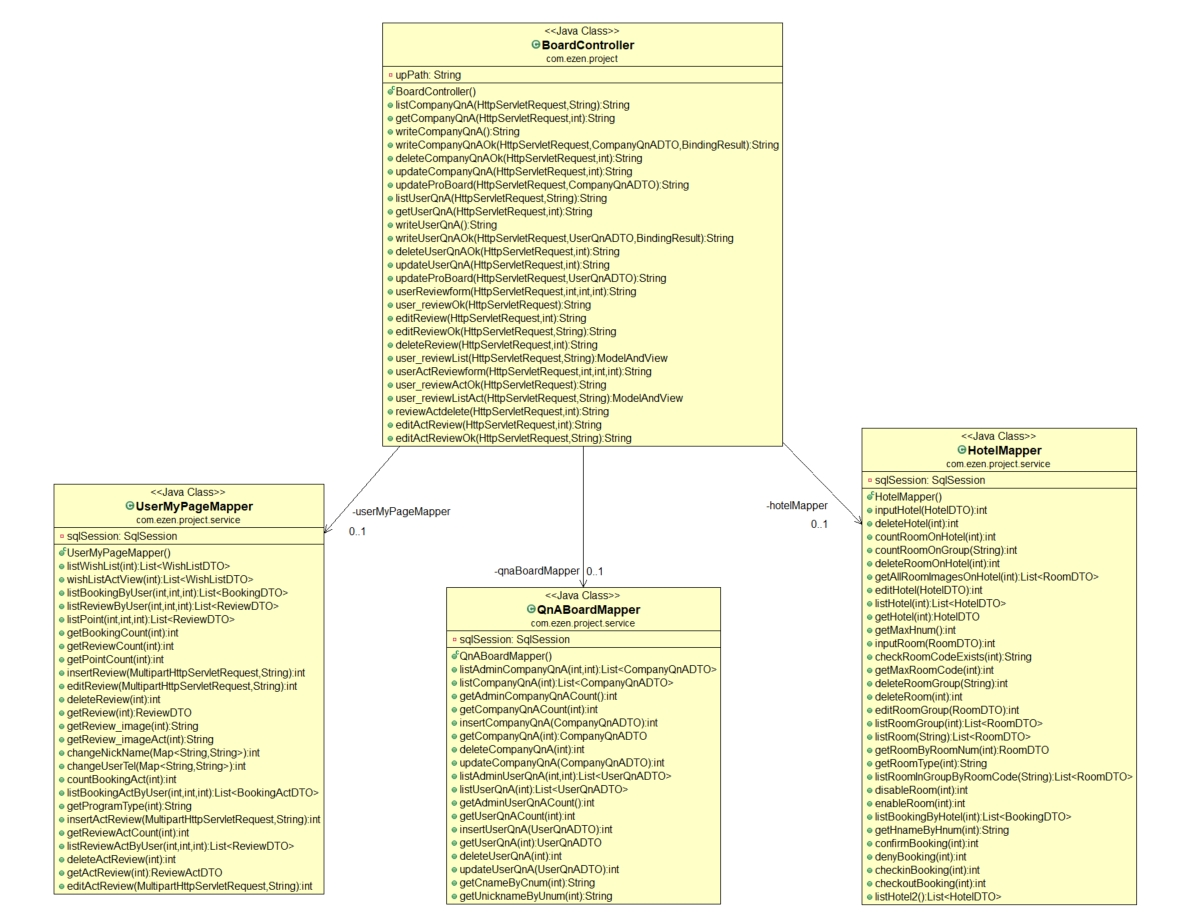 <<Java Class>>
BoardController
com.ezen.project
upPath: String
BoardController()
listCompanyQnA(HttpServletRequest,String):String
getCompanyQnA(HttpServletRequest,int):String
writeCompanyQnA():String
writeCompanyQnAOk(HttpServletRequest,CompanyQnADTO,BindingResult):String
deleteCompanyQnAOk(HttpServletRequest,int):String
updateCompanyQnA(HttpServletRequest,int):String
updateProBoard(HttpServletRequest,CompanyQnADTO):String
listUserQnA(HttpServletRequest,String):String
getUserQnA(HttpServletRequest,int):String
writeUserQnA():String
writeUserQnAOk(HttpServletRequest,UserQnADTO,BindingResult):String
deleteUserQnAOk(HttpServletRequest,int):String
updateUserQnA(HttpServletRequest,int):String
updateProBoard(HttpServletRequest,UserQnADTO):String
userReviewform(HttpServletRequest,int,int,int):String
user_reviewOk(HttpServletRequest):String
editReview(HttpServletRequest,int):String
editReviewOk(HttpServletRequest,String):String
deleteReview(HttpServletRequest,int):String
user_reviewList(HttpServletRequest,String):ModelAndView
userActReviewform(HttpServletRequest,int,int,int):String
user_reviewActOk(HttpServletRequest):String
user_reviewListAct(HttpServletRequest,String):ModelAndView
reviewActdelete(HttpServletRequest,int):String
editActReview(HttpServletRequest,int):String
editActReviewOk(HttpServletRequest,String):String
-userMyPageMapper
0..1
-qnaBoardMapper
0..1
-hotelMapper
0..1
<<Java Class>>
UserMyPageMapper
com.ezen.project.service
sqlSession: SqlSession
UserMyPageMapper()
listWishList(int):List<WishListDTO>
wishListActView(int):List<WishListDTO>
listBookingByUser(int,int,int):List<BookingDTO>
listReviewByUser(int,int,int):List<ReviewDTO>
listPoint(int,int,int):List<ReviewDTO>
getBookingCount(int):int
getReviewCount(int):int
getPointCount(int):int
insertReview(MultipartHttpServletRequest,String):int
editReview(MultipartHttpServletRequest,String):int
deleteReview(int):int
getReview(int):ReviewDTO
getReview_image(int):String
getReview_imageAct(int):String
changeNickName(Map<String,String>):int
changeUserTel(Map<String,String>):int
countBookingAct(int):int
listBookingActByUser(int,int,int):List<BookingActDTO>
getProgramType(int):String
insertActReview(MultipartHttpServletRequest,String):int
getReviewActCount(int):int
listReviewActByUser(int,int,int):List<ReviewDTO>
deleteActReview(int):int
getActReview(int):ReviewActDTO
editActReview(MultipartHttpServletRequest,String):int
<<Java Class>>
QnABoardMapper
com.ezen.project.service
sqlSession: SqlSession
QnABoardMapper()
listAdminCompanyQnA(int,int):List<CompanyQnADTO>
listCompanyQnA(int):List<CompanyQnADTO>
getAdminCompanyQnACount():int
getCompanyQnACount(int):int
insertCompanyQnA(CompanyQnADTO):int
getCompanyQnA(int):CompanyQnADTO
deleteCompanyQnA(int):int
updateCompanyQnA(CompanyQnADTO):int
listAdminUserQnA(int,int):List<UserQnADTO>
listUserQnA(int):List<UserQnADTO>
getAdminUserQnACount():int
getUserQnACount(int):int
insertUserQnA(UserQnADTO):int
getUserQnA(int):UserQnADTO
deleteUserQnA(int):int
updateUserQnA(UserQnADTO):int
getCnameByCnum(int):String
getUnicknameByUnum(int):String
<<Java Class>>
HotelMapper
com.ezen.project.service
sqlSession: SqlSession
HotelMapper()
inputHotel(HotelDTO):int
deleteHotel(int):int
countRoomOnHotel(int):int
countRoomOnGroup(String):int
deleteRoomOnHotel(int):int
getAllRoomImagesOnHotel(int):List<RoomDTO>
editHotel(HotelDTO):int
listHotel(int):List<HotelDTO>
getHotel(int):HotelDTO
getMaxHnum():int
inputRoom(RoomDTO):int
checkRoomCodeExists(int):String
getMaxRoomCode(int):int
deleteRoomGroup(String):int
deleteRoom(int):int
editRoomGroup(RoomDTO):int
listRoomGroup(int):List<RoomDTO>
listRoom(String):List<RoomDTO>
getRoomByRoomNum(int):RoomDTO
getRoomType(int):String
listRoomInGroupByRoomCode(String):List<RoomDTO>
disableRoom(int):int
enableRoom(int):int
listBookingByHotel(int):List<BookingDTO>
getHnameByHnum(int):String
confirmBooking(int):int
denyBooking(int):int
checkinBooking(int):int
checkoutBooking(int):int
listHotel2():List<HotelDTO>